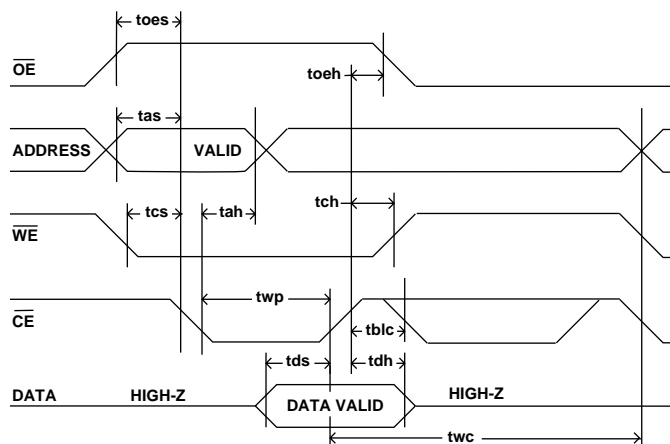 toes
OE
toeh
tas
ADDRESS
VALID
tcs
tah
tch
WE
twp
CE
tblc
tds
tdh
DATA
HIGH-Z
DATA VALID
HIGH-Z
twc